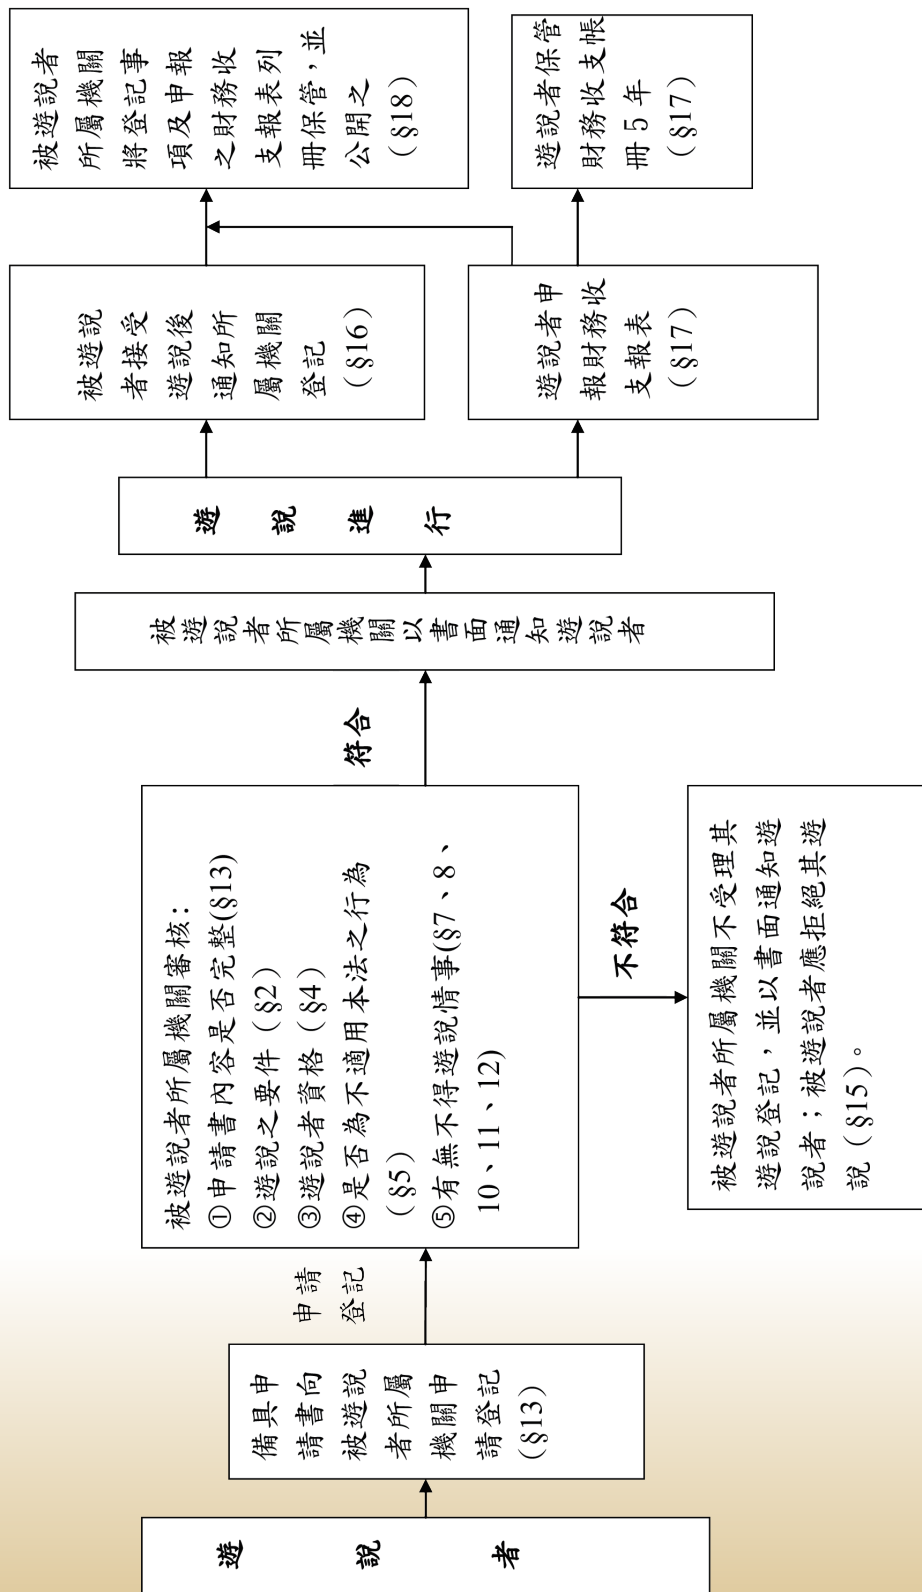 遊說者
備具申
請書向
被遊說
者所屬
機關申
請登記
(§13)
申請
登記
被遊說者所屬機關審核：
①申請書內容是否完整(§13)
②遊說之要件（§2）
③遊說者資格（§4）
④是否為不適用本法之行為
（§5）
⑤有無不得遊說情事(§7、8、
10、11、12)
符合
不符合
被遊說者所屬機關不受理其
遊說登記，並以書面通知遊
說者；被遊說者應拒絕其遊
說（§15）。
被遊說者所屬機關以書面通知遊說者
遊說進行
被遊說
者接受
遊說後
通知所
屬機關
登記
（§16）
遊說者申
報財務收
支報表
（§17）
被遊說者
所屬機關
將登記事
項及申報
之財務收
支報表列
冊保管，並
公開之
（§18）
遊說者保管
財務收支帳
冊 5 年
（§17）